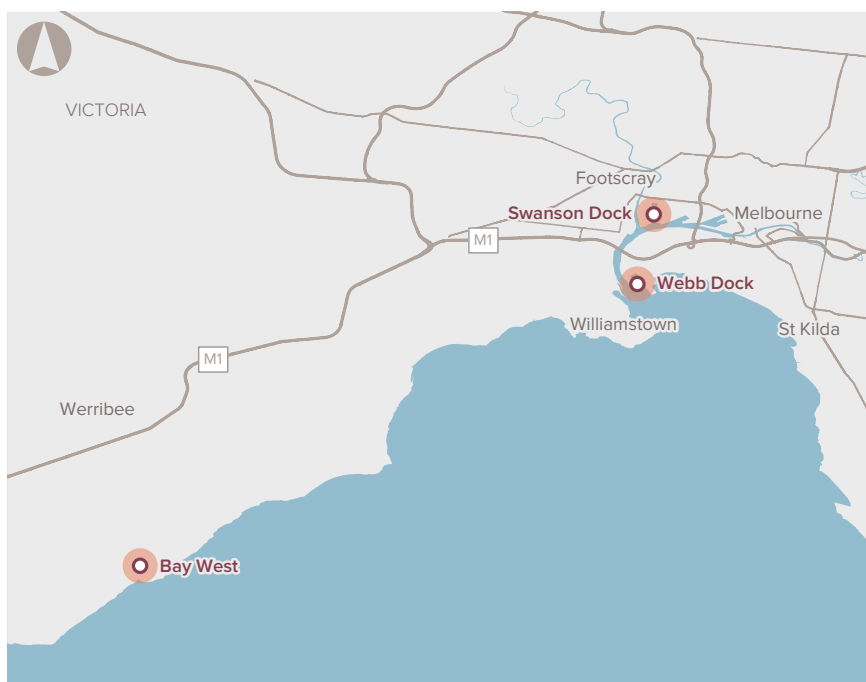 VICTORIA
Footscray
Swanson Dock
Melbourne
M1
Webb Dock
Williamstown
St Kilda
M1
Werribee
Bay West